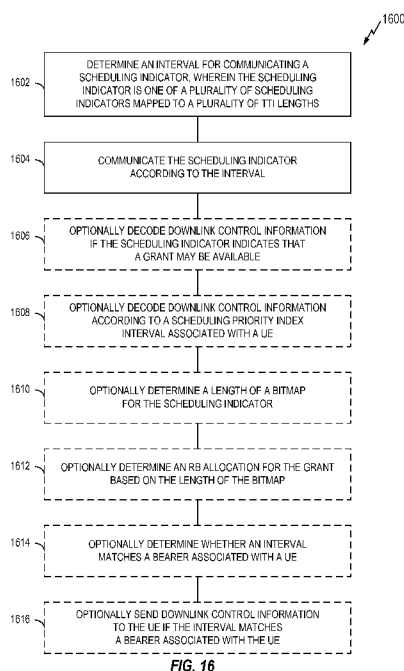 1600
1602
DETERMINE AN INTERVAL FOR COMMUNICATING A
SCHEDULING INDICATOR, WHEREIN THE SCHEDULING
INDICATOR IS ONE OF A PLURALITY OF SCHEDULING
INDICATORS MAPPED TO A PLURALITY OF TTI LENGTHS
1604
COMMUNICATE THE SCHEDULING INDICATOR
ACCORDING TO THE INTERVAL
1606
OPTIONALLY DECODE DOWNLINK CONTROL INFORMATION
IF THE SCHEDULING INDICATOR INDICATES THAT
A GRANT MAY BE AVAILABLE
1608
OPTIONALLY DECODE DOWNLINK CONTROL INFORMATION
ACCORDING TO A SCHEDULING PRIORITY INDEX
INTERVAL ASSOCIATED WITH A UE
1610
OPTIONALLY DETERMINE A LENGTH OF A BITMAP
FOR THE SCHEDULING INDICATOR
1612
OPTIONALLY DETERMINE AN RB ALLOCATION FOR THE GRANT
BASED ON THE LENGTH OF THE BITMAP
1614
OPTIONALLY DETERMINE WHETHER AN INTERVAL
MATCHES A BEARER ASSOCIATED WITH A UE
1616
OPTIONALLY SEND DOWNLINK CONTROL INFORMATION
TO THE UE IF THE INTERVAL MATCHES
A BEARER ASSOCIATED WITH THE UE
FIG. 16